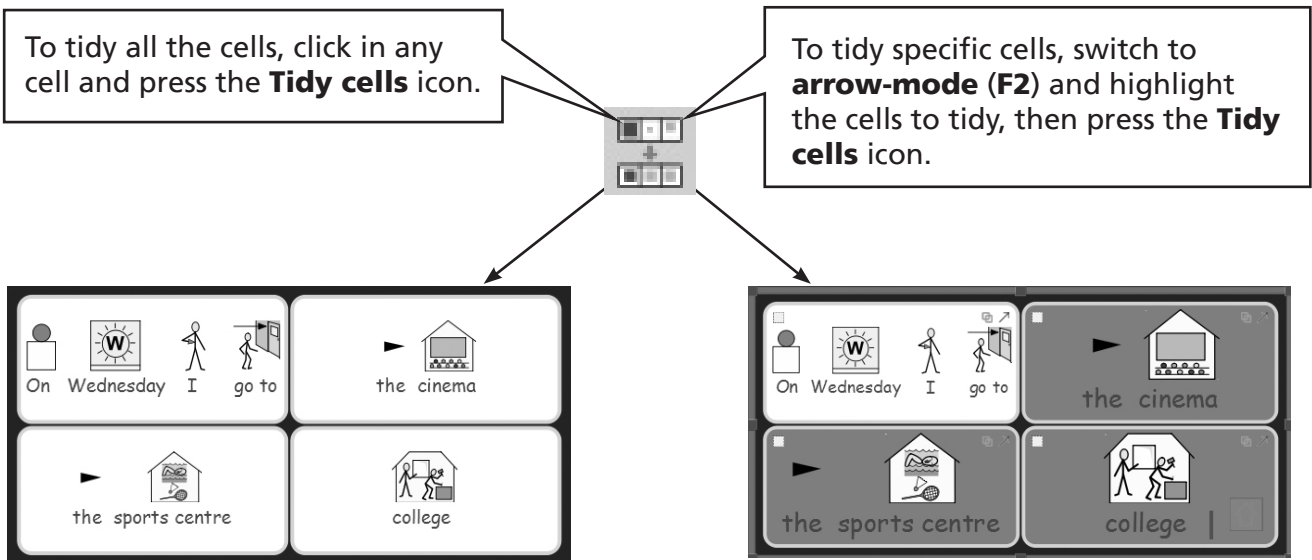 To tidy all the cells, click in any
cell and press the Tidy cells icon.
To tidy specific cells, switch to
arrow-mode (F2) and highlight
the cells to tidy, then press the Tidy
cells icon.
W
On Wednesday I go to
the cinema
the sports centre
college
W
On Wednesday I go to
the cinema
the sports centre
college